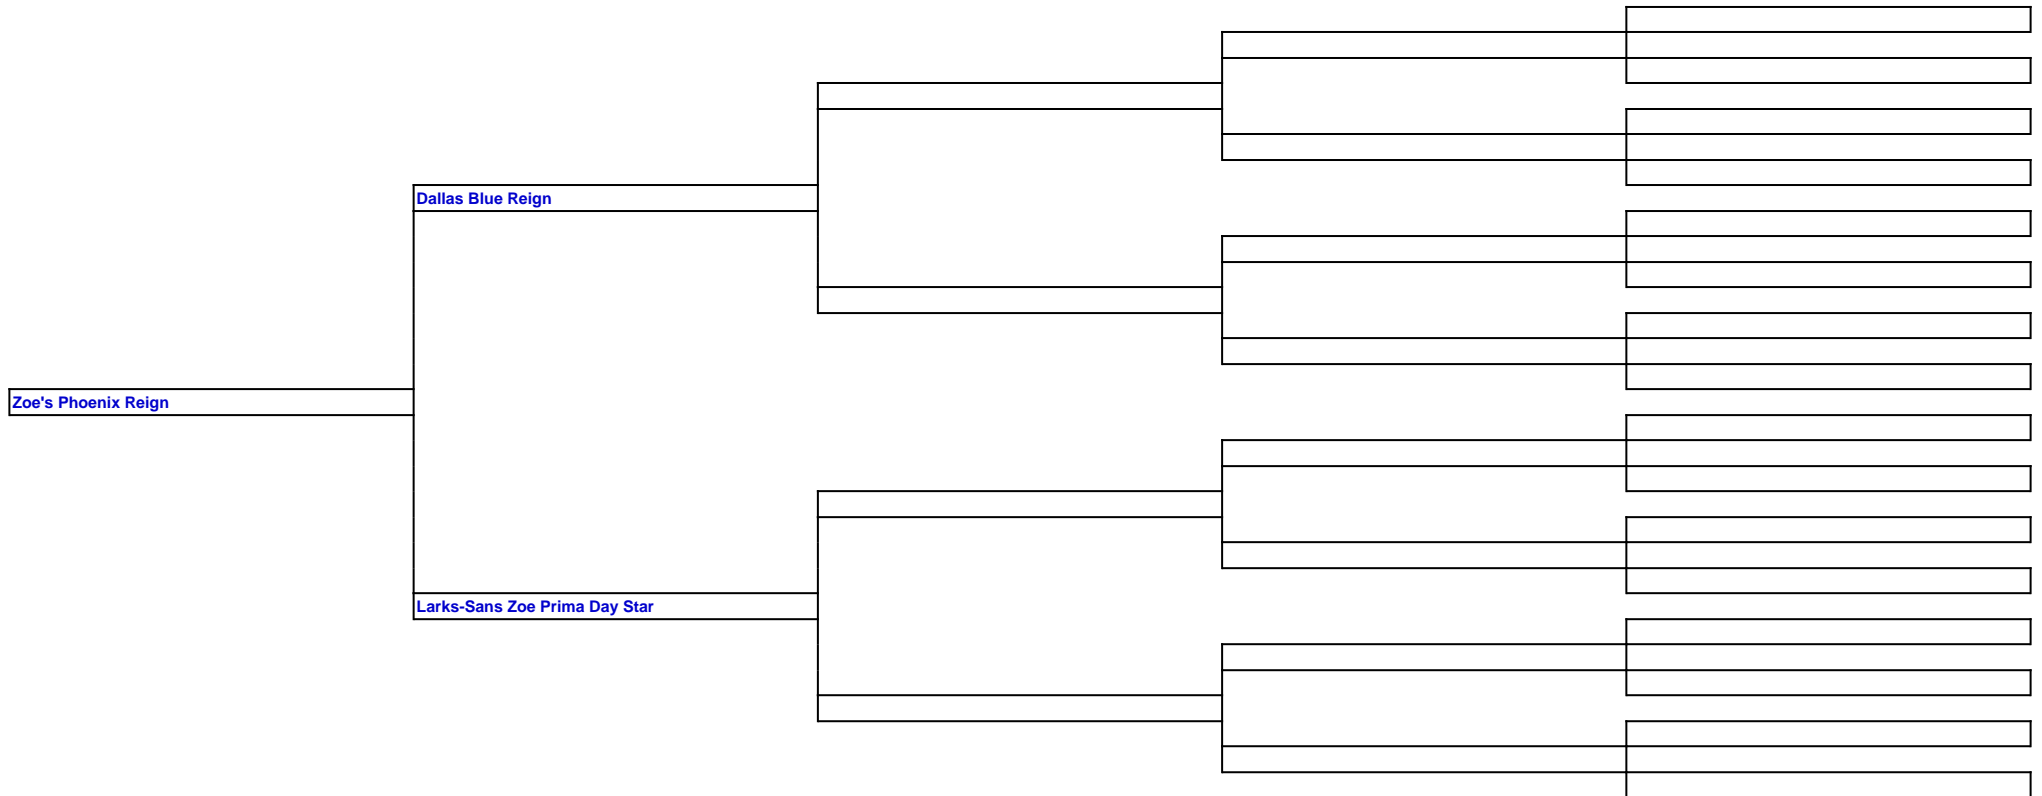 Dallas Blue Reign
Zoe's Phoenix Reign
Larks-Sans Zoe Prima Day Star